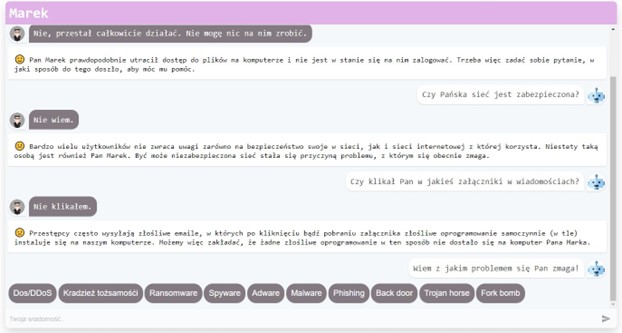 Marek
Nie, przestał całkowicie działać. Nie mogę nic na nim zrobić.
Pan Marek prawdopodobnie utracił dostęp do plików na komputerze i nie jest w stanie się na nim zalogować. Trzeba więc zadać sobie pytanie, w
jaki sposób do tego doszło, aby móc mu pomóc.
Czy Pańska sieć jest zabezpieczona?
Nie wiem.
Bardzo wielu użytkowników nie zwraca uwagi zarówno na bezpieczeństwo swoje w sieci, jak i sieci internetowej z której korzysta. Niestety taką
osobą jest również Pan Marek. Być może niezabezpieczona sieć stała się przyczyną problemu, z którym się obecnie zmaga.
Czy klikał Pan w jakieś załączniki w wiadomościach?
Nie klikałem.
Przestępcy często wysyłają złośliwe emaile, w których po kliknięciu bądź pobraniu załącznika złośliwe oprogramowanie samoczynnie (w tle)
instaluje się na naszym komputerze. Możemy więc zakładać, że żadne złośliwe oprogramowanie w ten sposób nie dostało się na komputer Pana Marka.
Wiem z jakim problemem się Pan zmaga!
Dos/DDoS Kradzież tożsamości Ransomware Spyware Adware Malware Phishing Back door Trojan horse Fork bomb
Twoja wiadomość.